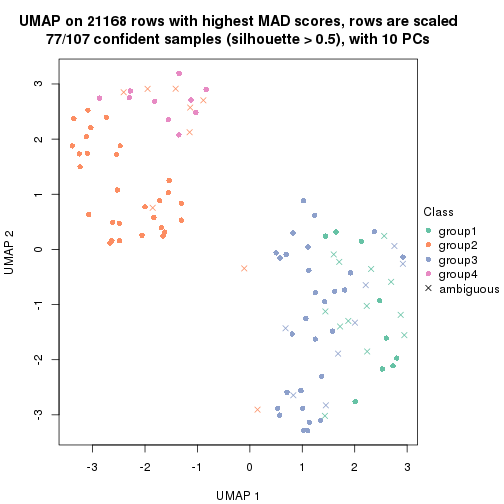 UMAP on 21168 rows with highest MAD scores, rows are scaled
77/107 confident samples (silhouette > 0.5), with 10 PCs
3
2
1
0
-1
-2
-3
UMAP 2
-3
-2
-1
0
1
2
3
UMAP 1
Class
group1
group2
group3
group4
ambiguous